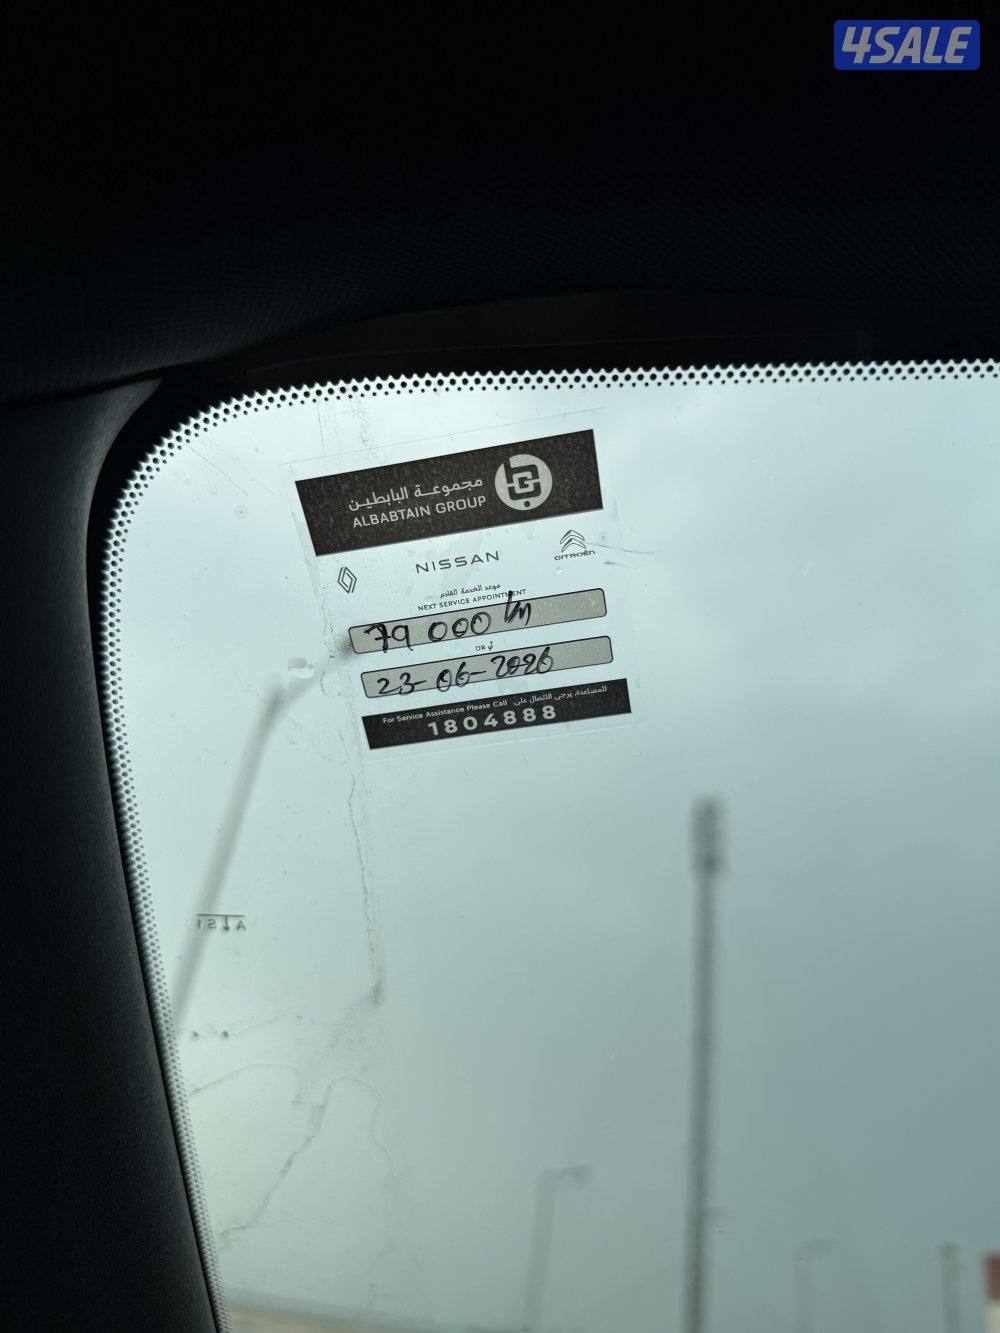 4SALE
مجموعة البابطين
ALBABTAIN GROUP
NISSAN
CITROËN
موعد الخدمة القادم
NEXT SERVICE APPOINTMENT
79 000 km
OR أو
23-06-2026
للمساعدة، يرجى الاتصال على
For Service Assistance Please Call
1804888